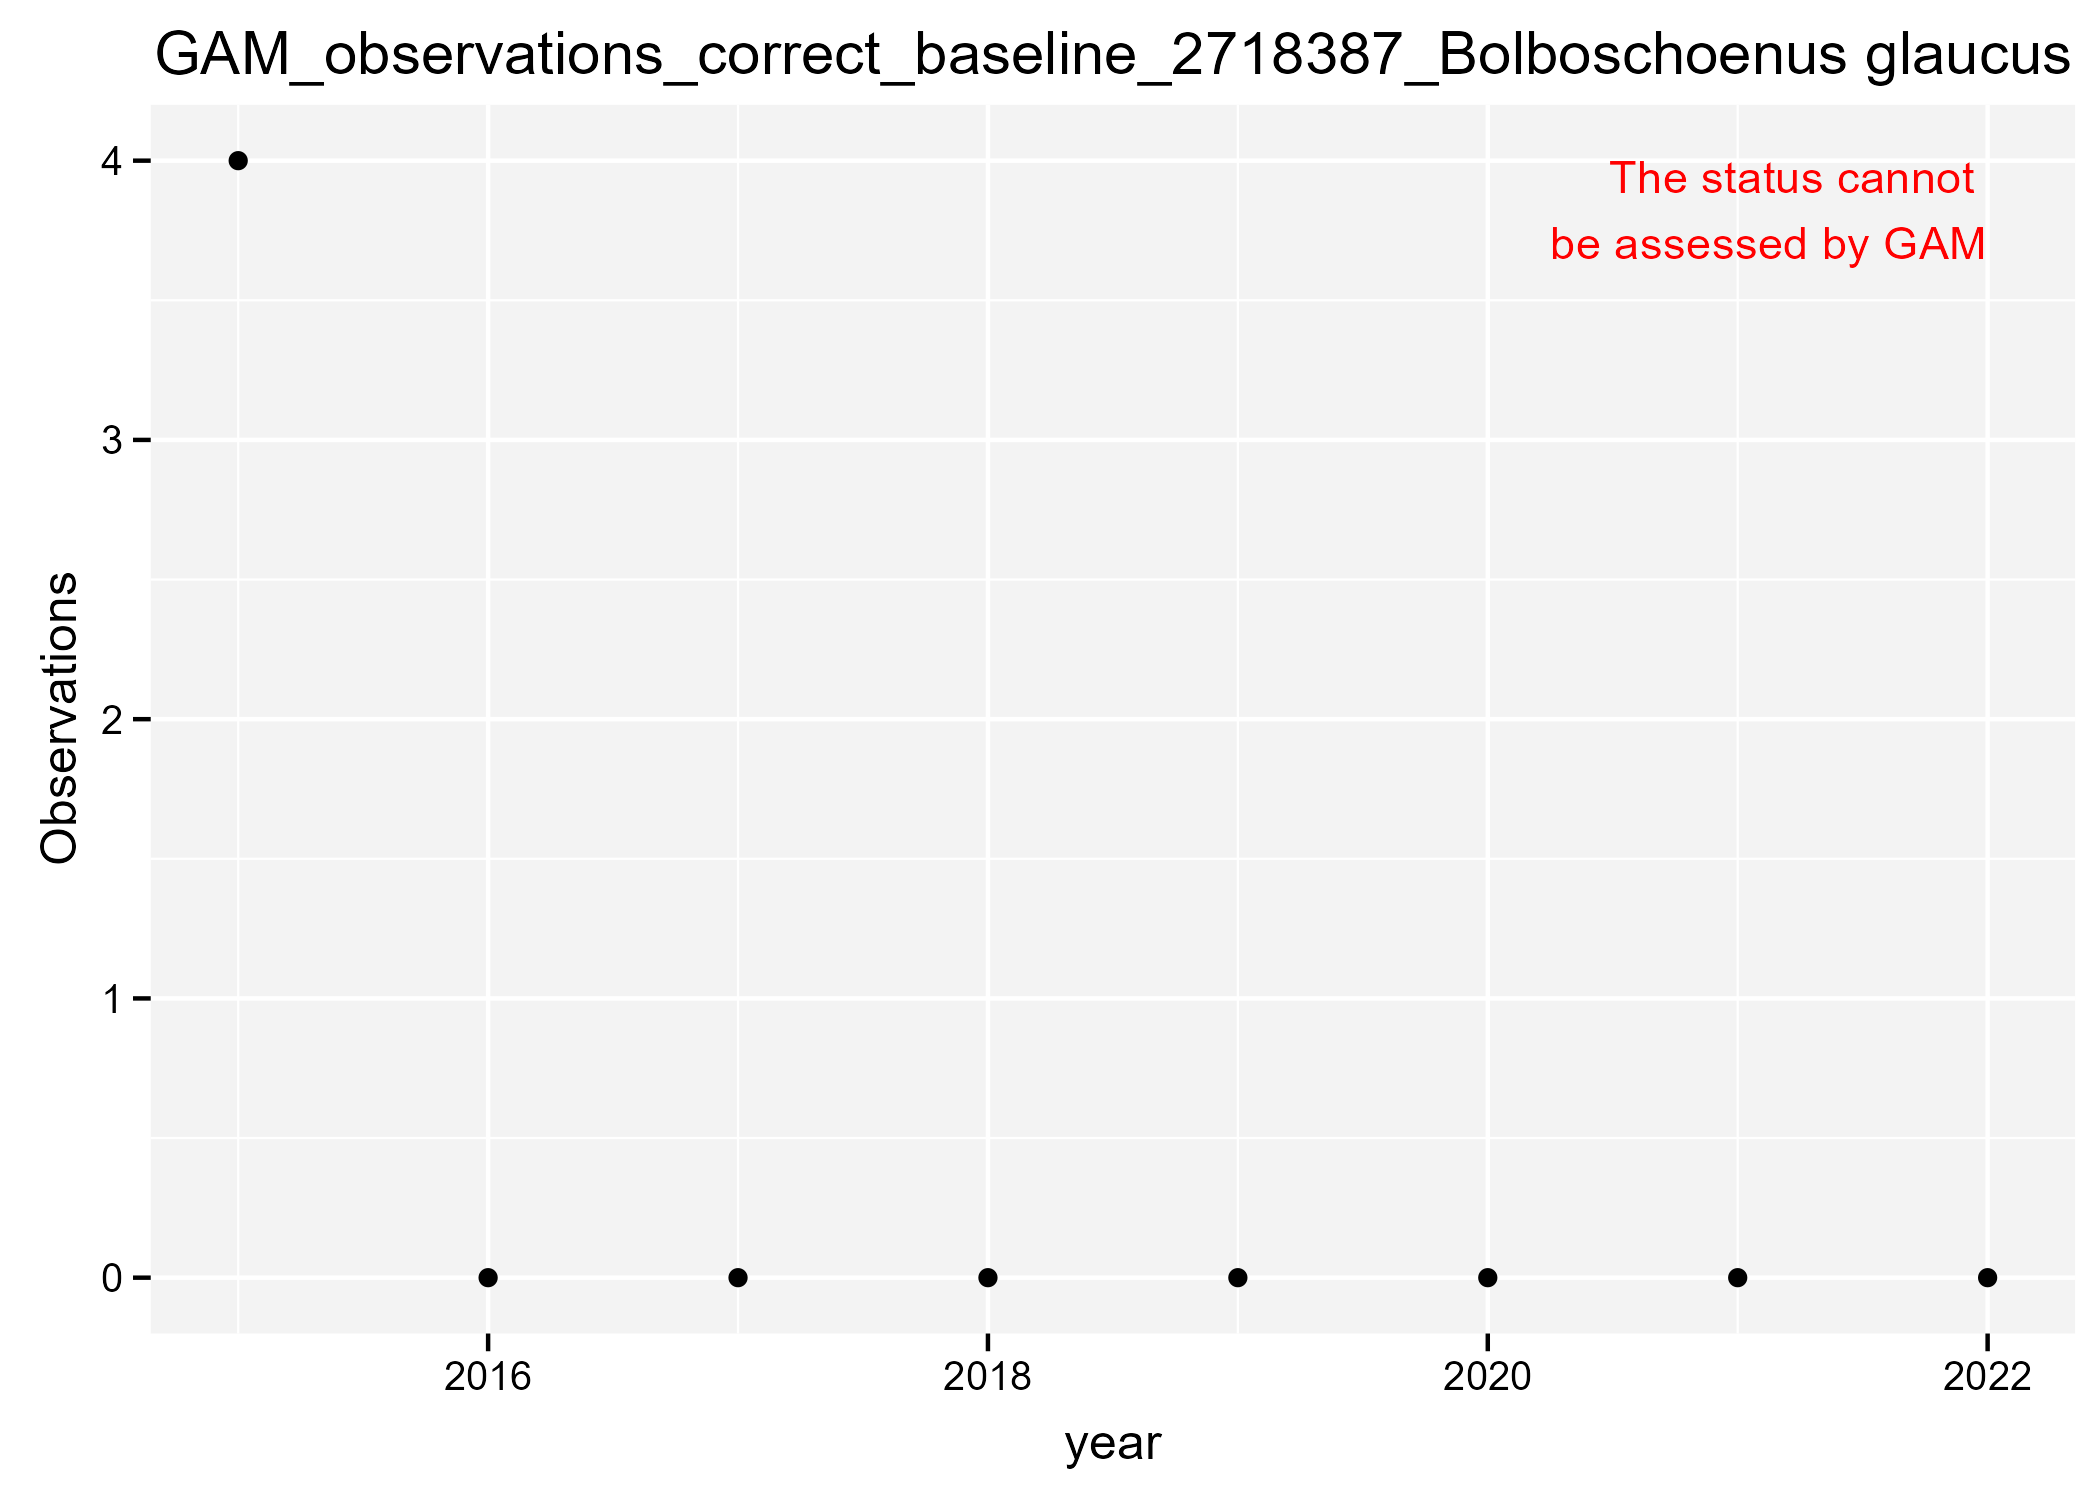 GAM_observations_correct_baseline_2718387_Bolboschoenus glaucus
4
The status cannot
be assessed by GAM
3
2
1
0
Observations
2016 2018 2020 2022
year